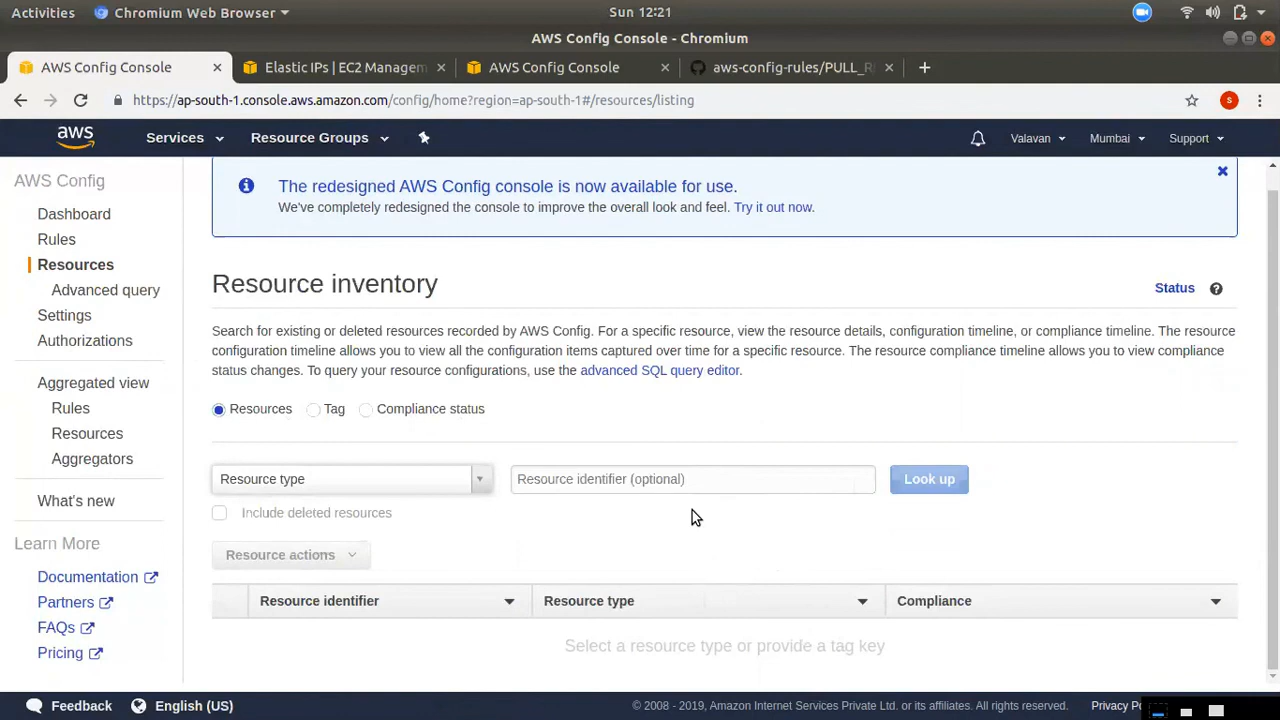 Activities
Chromium Web Browser
Sun 12:21
AWS Config Console - Chromium
AWS Config Console
Elastic IPs | EC2 Managem
AWS Config Console
aws-config-rules/PULL_R
https://ap-south-1.console.aws.amazon.com/config/home?region=ap-south-1#/resources/listing
S
aws
Services
Resource Groups
Valavan
Mumbai
Support
AWS Config
Dashboard
Rules
Resources
Advanced query
Settings
Authorizations
Aggregated view
Rules
Resources
Aggregators
What's new
Learn More
Documentation
Partners
FAQs
Pricing
The redesigned AWS Config console is now available for use.
We've completely redesigned the console to improve the overall look and feel. Try it out now.
Resource inventory
Status
Search for existing or deleted resources recorded by AWS Config. For a specific resource, view the resource details, configuration timeline, or compliance timeline. The resource
configuration timeline allows you to view all the configuration items captured over time for a specific resource. The resource compliance timeline allows you to view compliance
status changes. To query your resource configurations, use the advanced SQL query editor.
Resources
Tag
Compliance status
Resource type
Resource identifier (optional)
Look up
Include deleted resources
Resource actions
Resource identifier
Resource type
Compliance
Select a resource type or provide a tag key
Feedback
English (US)
© 2008 - 2019, Amazon Internet Services Private Ltd. or its affiliates. All rights reserved.
Privacy Po